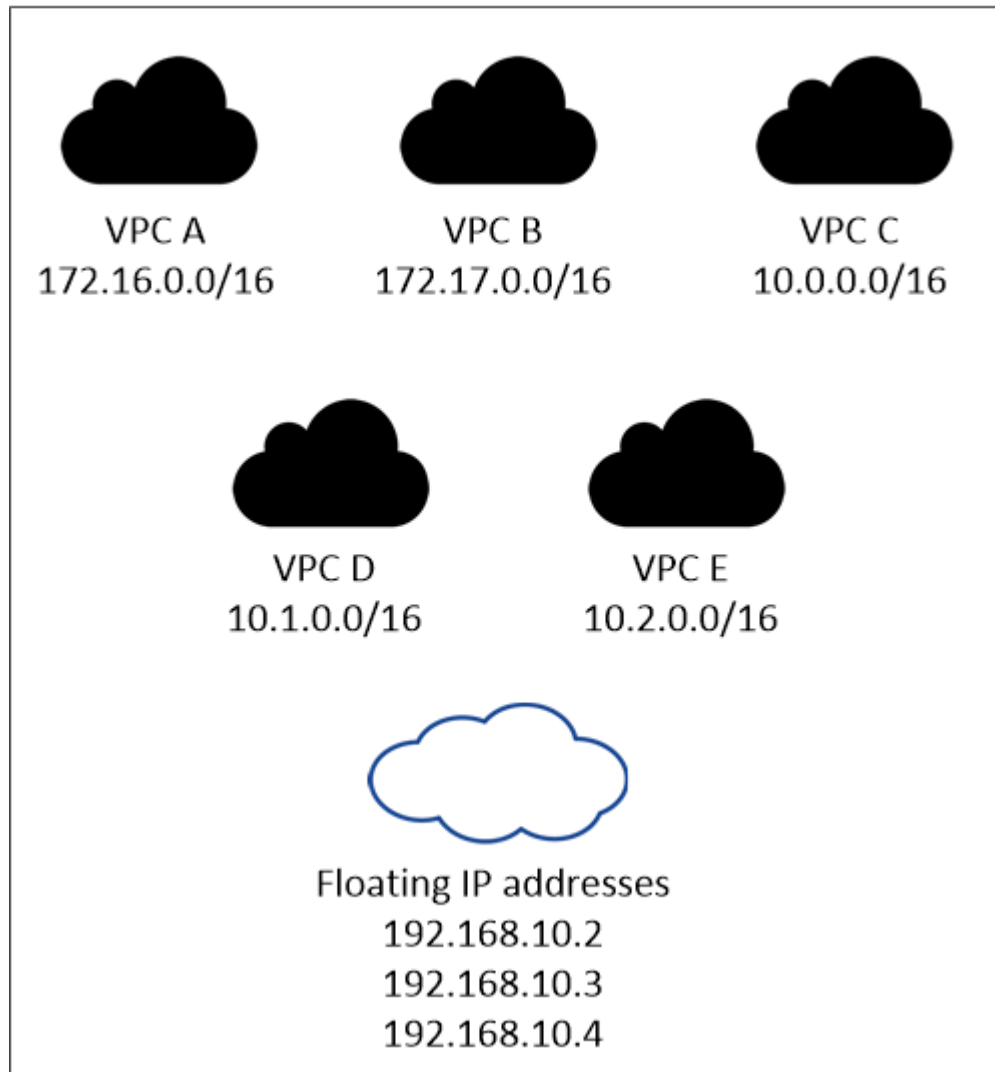 VPC A
172.16.0.0/16
VPC B
172.17.0.0/16
VPC C
10.0.0.0/16
VPC D
10.1.0.0/16
VPC E
10.2.0.0/16
Floating IP addresses
192.168.10.2
192.168.10.3
192.168.10.4